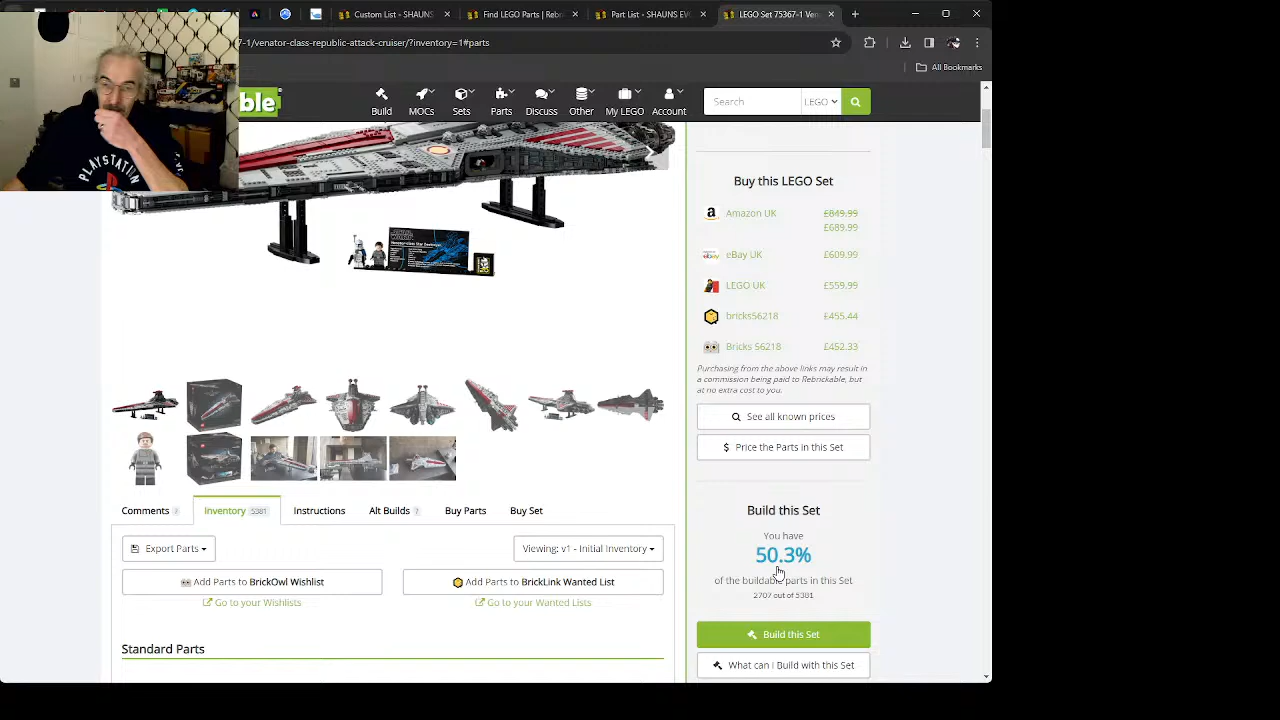 Custom List - SHAUNS
Find LEGO Parts | Reb
Part List - SHAUNS EV
LEGO Set 75367-1 Ven
7-1/venator-class-republic-attack-cruiser/?inventory=1#parts
All Bookmarks
ble
Build
MOCs
Sets
Parts
Discuss
Other
My LEGO
Account
Search
LEGO
PLAYSTATION
Buy this LEGO Set
Amazon UK £849.99
£689.99
eBay UK £609.99
LEGO UK £559.99
bricks56218 £455.44
Bricks 56218 £452.33
Purchasing from the above links may result in
a commission being paid to Rebrickable, but
at no extra cost to you.
See all known prices
$ Price the Parts in this Set
Comments
Inventory 5381
Instructions
Alt Builds
Buy Parts
Buy Set
Build this Set
You have
50.3%
of the buildable parts in this Set
2707 out of 5381
Export Parts
Viewing: v1 - Initial Inventory
Add Parts to BrickOwl Wishlist
Add Parts to BrickLink Wanted List
Go to your Wishlists
Go to your Wanted Lists
Build this Set
Standard Parts
What can I Build with this Set